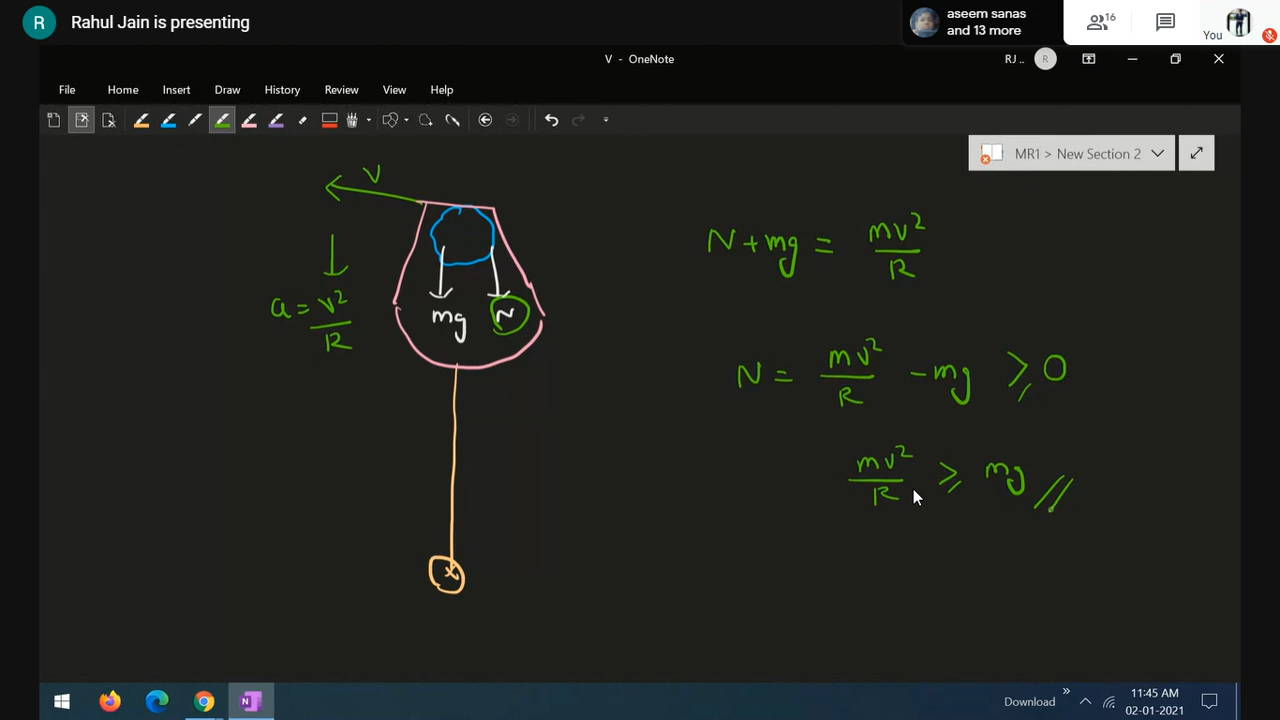 R Rahul Jain is presenting
aseem sanas
and 13 more
16
You
V - OneNote
RJ .. R
File Home Insert Draw History Review View Help
MR1 > New Section 2
V
a = v²/R
mg N
x
N + mg = mv²/R
N = mv²/R - mg ⩾ 0
mv²/R ⩾ mg //
Download »
11:45 AM
02-01-2021